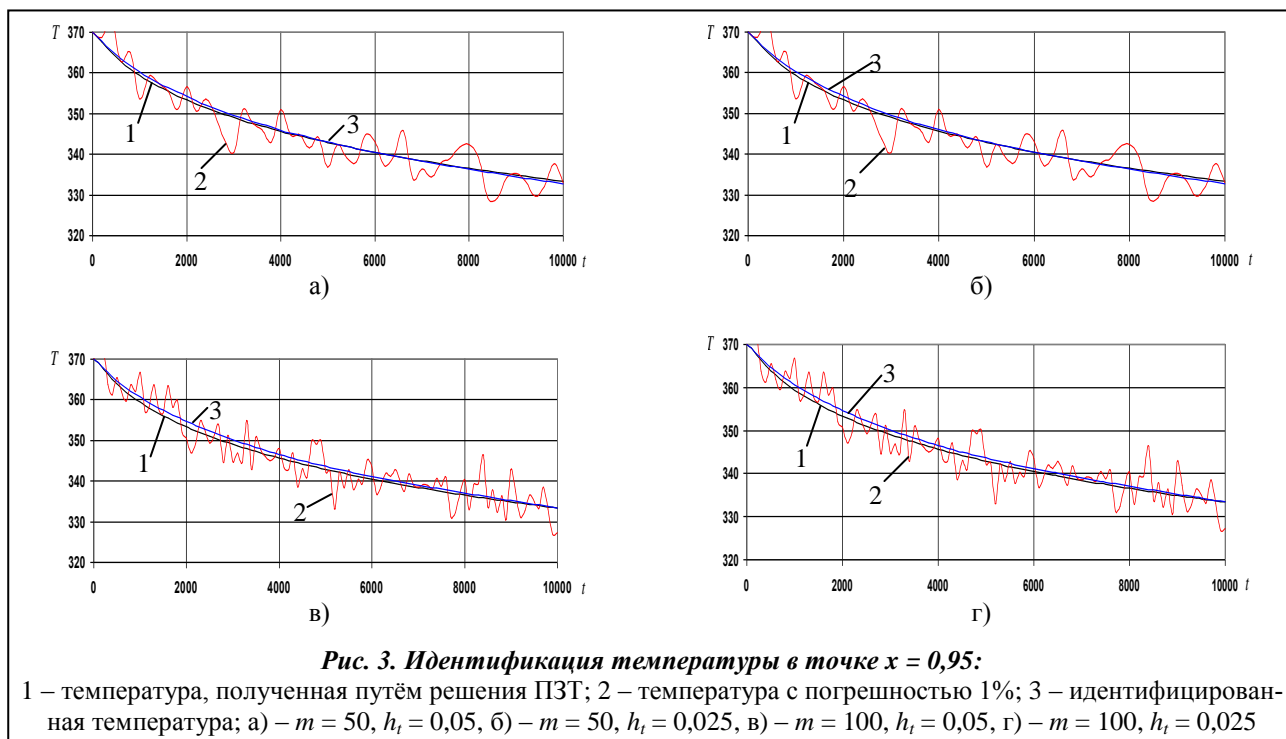 T 370
360
350
340
330
320
1
2
3
0 2000 4000 6000 8000 10000 t
а)
T 370
360
350
340
330
320
1
2
3
0 2000 4000 6000 8000 10000 t
б)
T 370
360
350
340
330
320
1
2
3
0 2000 4000 6000 8000 10000 t
в)
T 370
360
350
340
330
320
1
2
3
0 2000 4000 6000 8000 10000 t
г)
Рис. 3. Идентификация температуры в точке x = 0,95:
1 – температура, полученная путём решения ПЗТ; 2 – температура с погрешностью 1%; 3 – идентифицирован-
ная температура; а) – m = 50, hₜ = 0,05, б) – m = 50, hₜ = 0,025, в) – m = 100, hₜ = 0,05, г) – m = 100, hₜ = 0,025